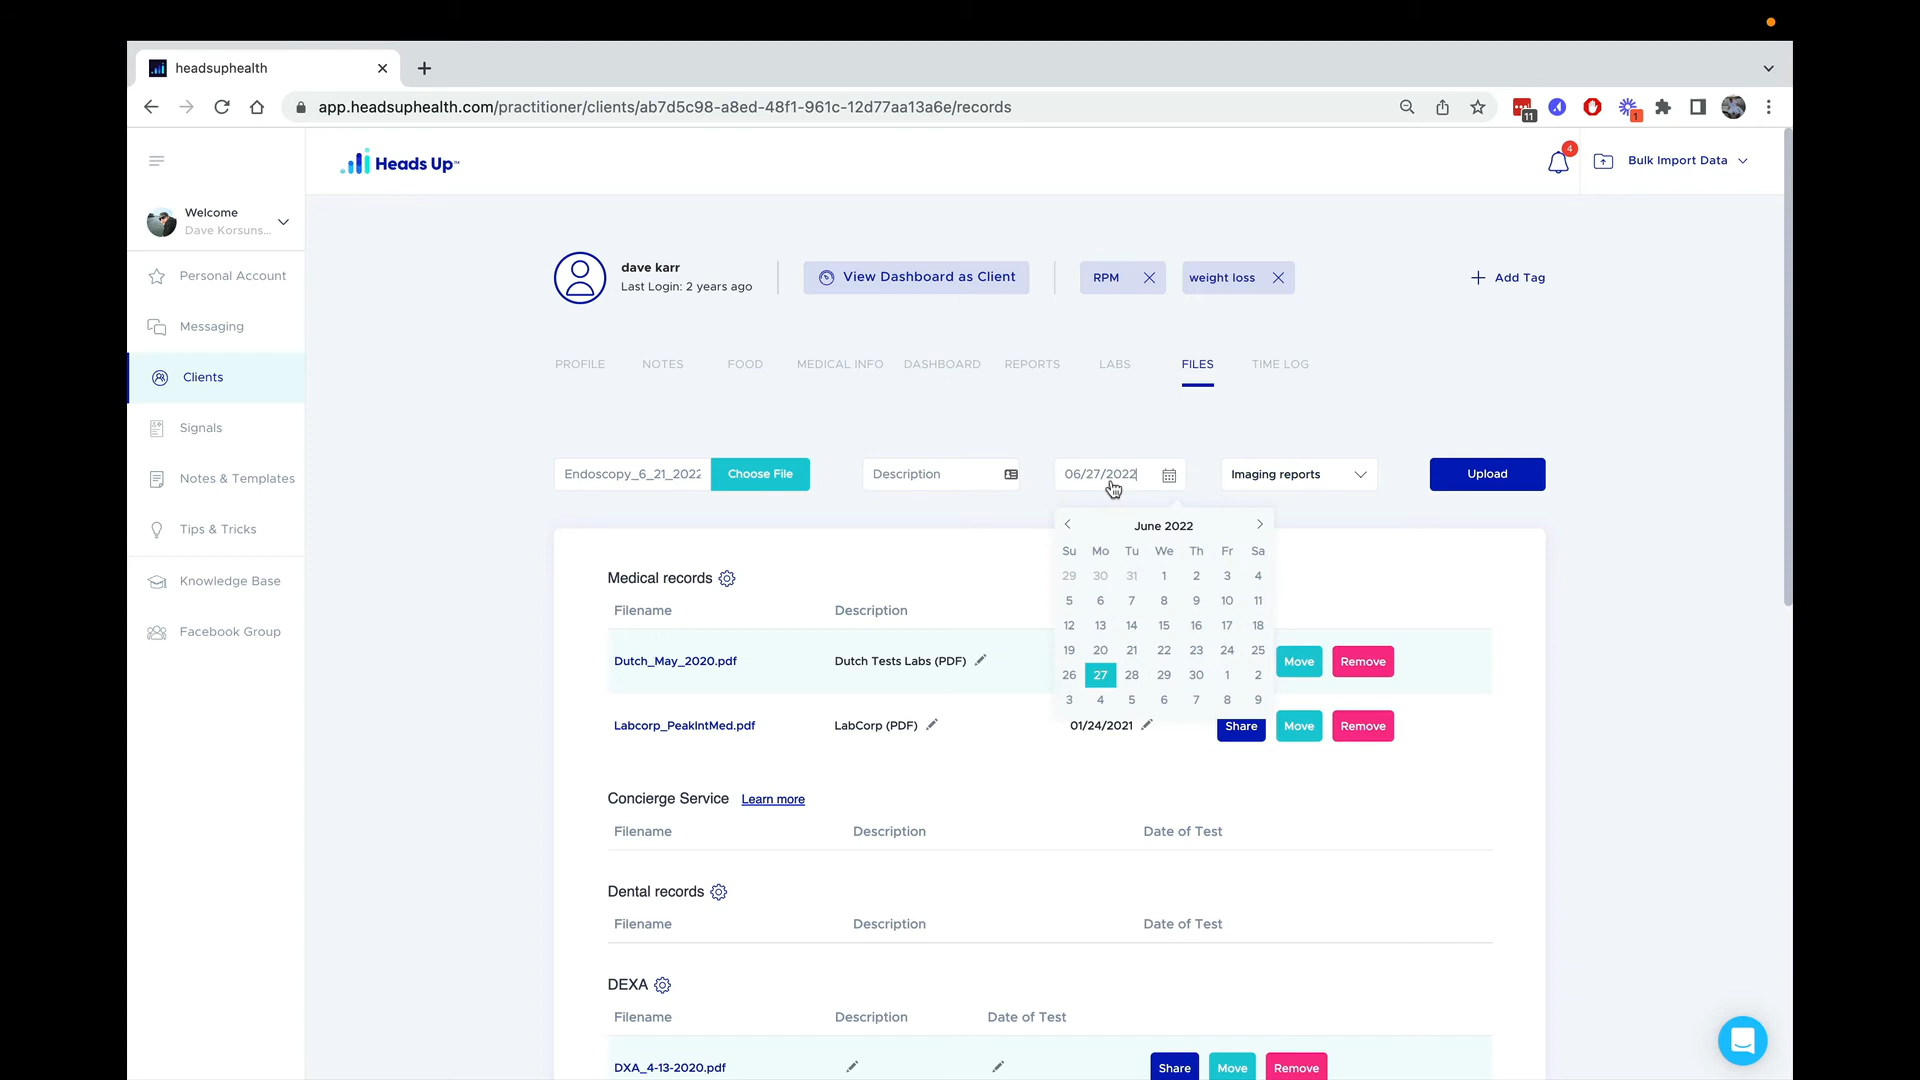 headsuphealth
app.headsuphealth.com/practitioner/clients/ab7d5c98-a8ed-48f1-961c-12d77aa13a6e/records
11
1
Heads Up™
4
Bulk Import Data
Welcome
Dave Korsuns...
Personal Account
Messaging
Clients
Signals
Notes & Templates
Tips & Tricks
Knowledge Base
Facebook Group
dave karr
Last Login: 2 years ago
View Dashboard as Client
RPM
weight loss
Add Tag
PROFILE NOTES FOOD MEDICAL INFO DASHBOARD REPORTS LABS FILES TIME LOG
Endoscopy_6_21_2022 Choose File Description 06/27/2022 Imaging reports Upload
June 2022
Su Mo Tu We Th Fr Sa
29 30 31 1 2 3 4
5 6 7 8 9 10 11
12 13 14 15 16 17 18
19 20 21 22 23 24 25
26 27 28 29 30 1 2
3 4 5 6 7 8 9
Medical records
Filename Description
Dutch_May_2020.pdf Dutch Tests Labs (PDF) Move Remove
Labcorp_PeakIntMed.pdf LabCorp (PDF) 01/24/2021 Share Move Remove
Concierge Service Learn more
Filename Description Date of Test
Dental records
Filename Description Date of Test
DEXA
Filename Description Date of Test
DXA_4-13-2020.pdf Share Move Remove